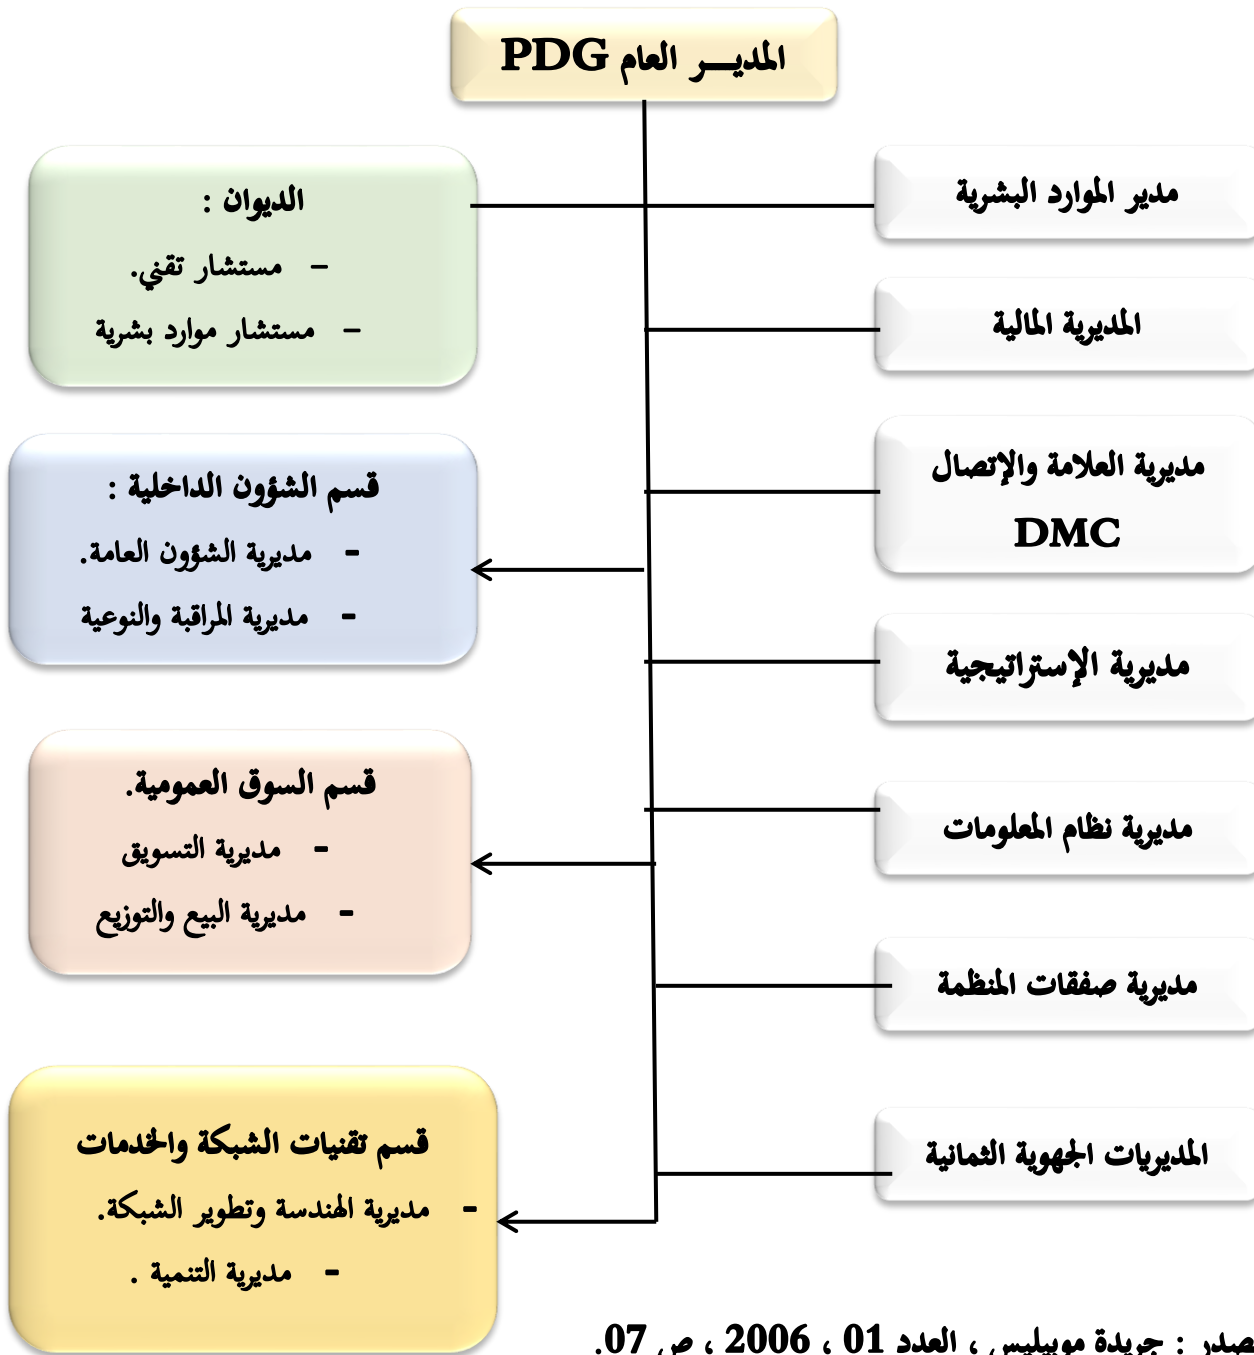 المديــر العام PDG
مدير الموارد البشرية
المديرية المالية
مديرية العلامة والإتصال
DMC
مديرية الإستراتيجية
مديرية نظام المعلومات
مديرية صفقات المنظمة
المديريات الجهوية الثمانية
الديوان :
– مستشار تقني.
– مستشار موارد بشرية
قسم الشؤون الداخلية :
- مديرية الشؤون العامة.
- مديرية المراقبة والنوعية
قسم السوق العمومية.
- مديرية التسويق
- مديرية البيع والتوزيع
قسم تقنيات الشبكة والخدمات
- مديرية الهندسة وتطوير الشبكة.
- مديرية التنمية .
صدر : جريدة موبيليس ، العدد 01 ، 2006 ، ص 07.